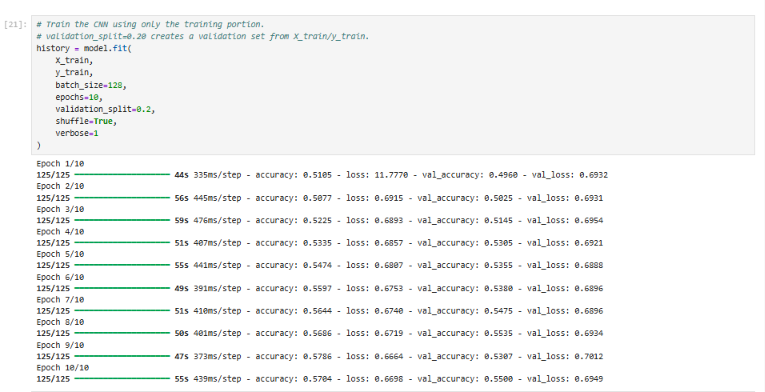 [21]: # Train the CNN using only the training portion.
# validation_split=0.20 creates a validation set from X_train/y_train.
history = model.fit(
    X_train,
    y_train,
    batch_size=128,
    epochs=10,
    validation_split=0.2,
    shuffle=True,
    verbose=1
)
Epoch 1/10
125/125 44s 335ms/step - accuracy: 0.5105 - loss: 11.7770 - val_accuracy: 0.4960 - val_loss: 0.6932
Epoch 2/10
125/125 56s 445ms/step - accuracy: 0.5077 - loss: 0.6915 - val_accuracy: 0.5025 - val_loss: 0.6931
Epoch 3/10
125/125 59s 476ms/step - accuracy: 0.5225 - loss: 0.6893 - val_accuracy: 0.5145 - val_loss: 0.6954
Epoch 4/10
125/125 51s 407ms/step - accuracy: 0.5335 - loss: 0.6857 - val_accuracy: 0.5305 - val_loss: 0.6921
Epoch 5/10
125/125 55s 441ms/step - accuracy: 0.5474 - loss: 0.6807 - val_accuracy: 0.5355 - val_loss: 0.6888
Epoch 6/10
125/125 49s 391ms/step - accuracy: 0.5597 - loss: 0.6753 - val_accuracy: 0.5380 - val_loss: 0.6896
Epoch 7/10
125/125 51s 410ms/step - accuracy: 0.5644 - loss: 0.6740 - val_accuracy: 0.5475 - val_loss: 0.6896
Epoch 8/10
125/125 50s 401ms/step - accuracy: 0.5686 - loss: 0.6719 - val_accuracy: 0.5535 - val_loss: 0.6934
Epoch 9/10
125/125 47s 373ms/step - accuracy: 0.5786 - loss: 0.6664 - val_accuracy: 0.5307 - val_loss: 0.7012
Epoch 10/10
125/125 55s 439ms/step - accuracy: 0.5704 - loss: 0.6698 - val_accuracy: 0.5500 - val_loss: 0.6949